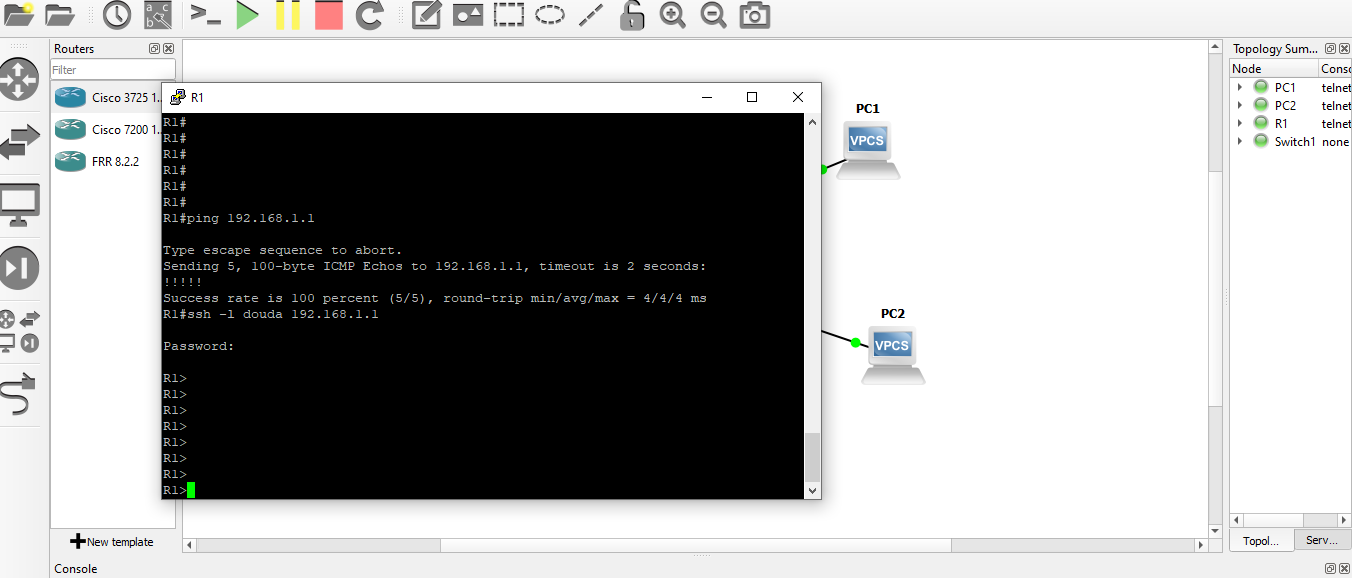 Routers
Filter
Cisco 3725 1...
Cisco 7200 1...
FRR 8.2.2
New template
R1
R1#
R1#
R1#
R1#
R1#
R1#
R1#ping 192.168.1.1
Type escape sequence to abort.
Sending 5, 100-byte ICMP Echos to 192.168.1.1, timeout is 2 seconds:
!!!!!
Success rate is 100 percent (5/5), round-trip min/avg/max = 4/4/4 ms
R1#ssh -l douda 192.168.1.1
Password:
R1>
R1>
R1>
R1>
R1>
R1>
R1>
R1>
PC1
VPCS
PC2
VPCS
Topology Sum...
Node Conso
PC1 telnet
PC2 telnet
R1 telnet
Switch1 none
Topol... Serv...
Console